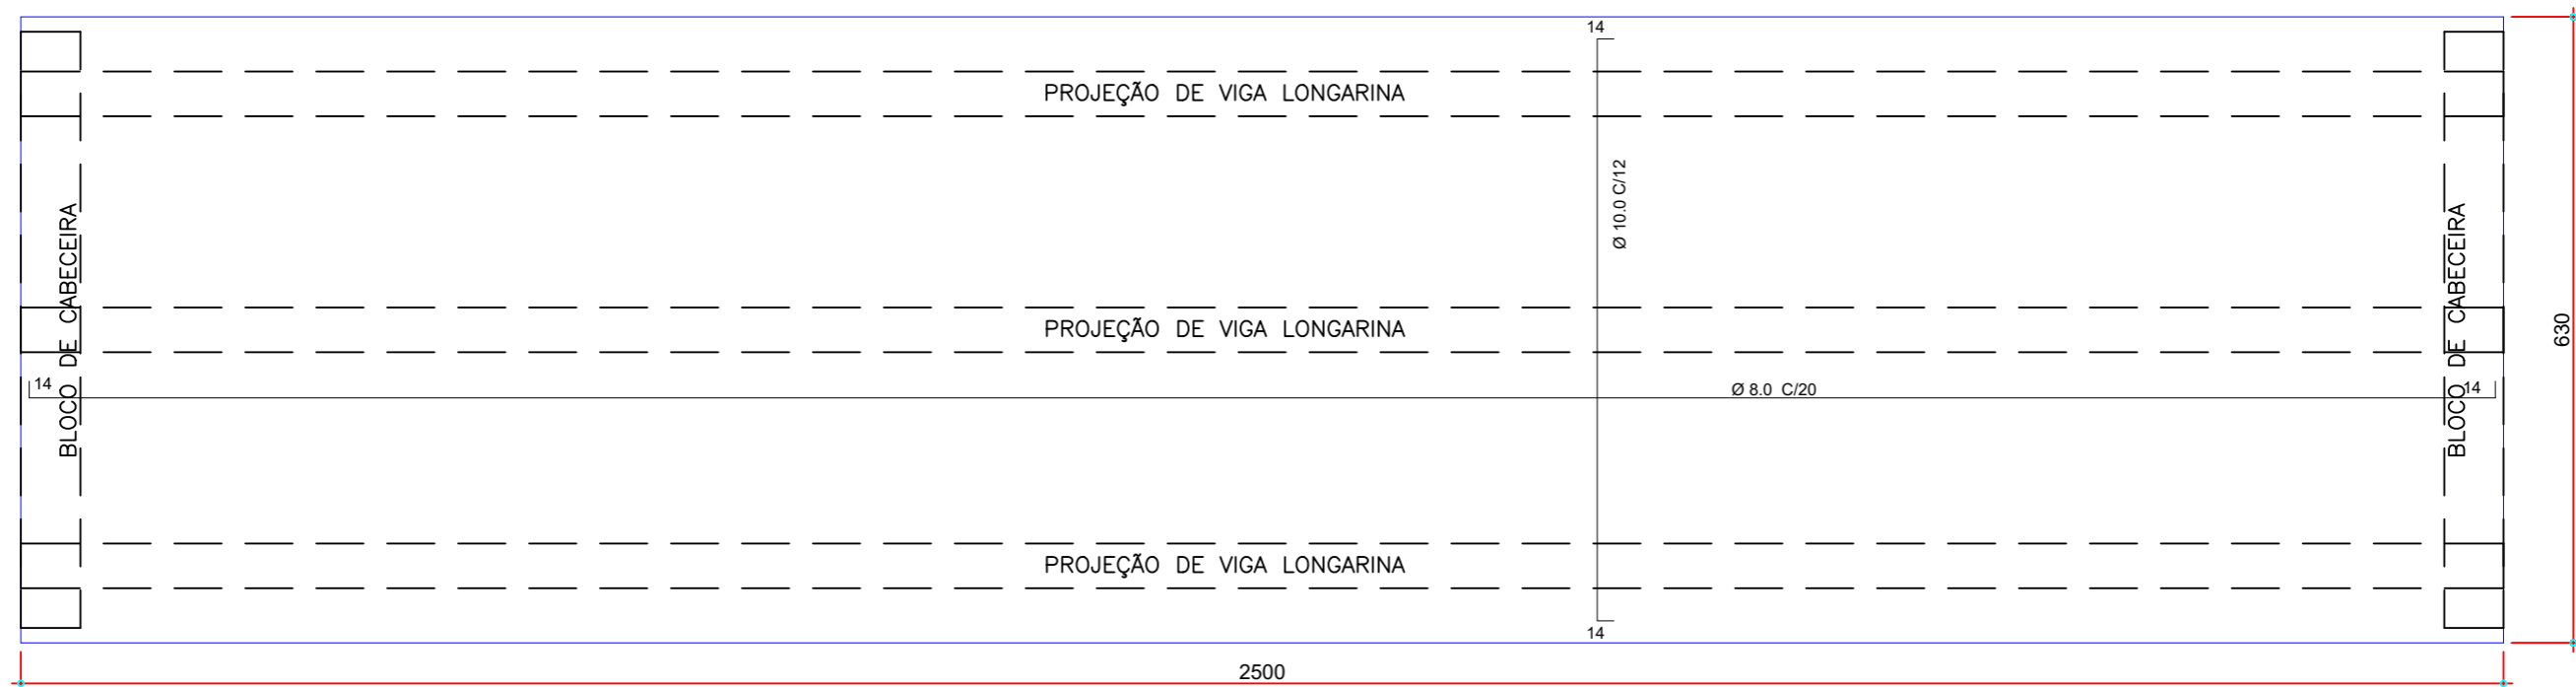 14
PROJEÇÃO DE VIGA LONGARINA
Ø 10.0 C/12
BLOCO DE CABECEIRA
BLOCO DE CABECEIRA
PROJEÇÃO DE VIGA LONGARINA
630
14
Ø 8.0 C/20
14
PROJEÇÃO DE VIGA LONGARINA
14
2500